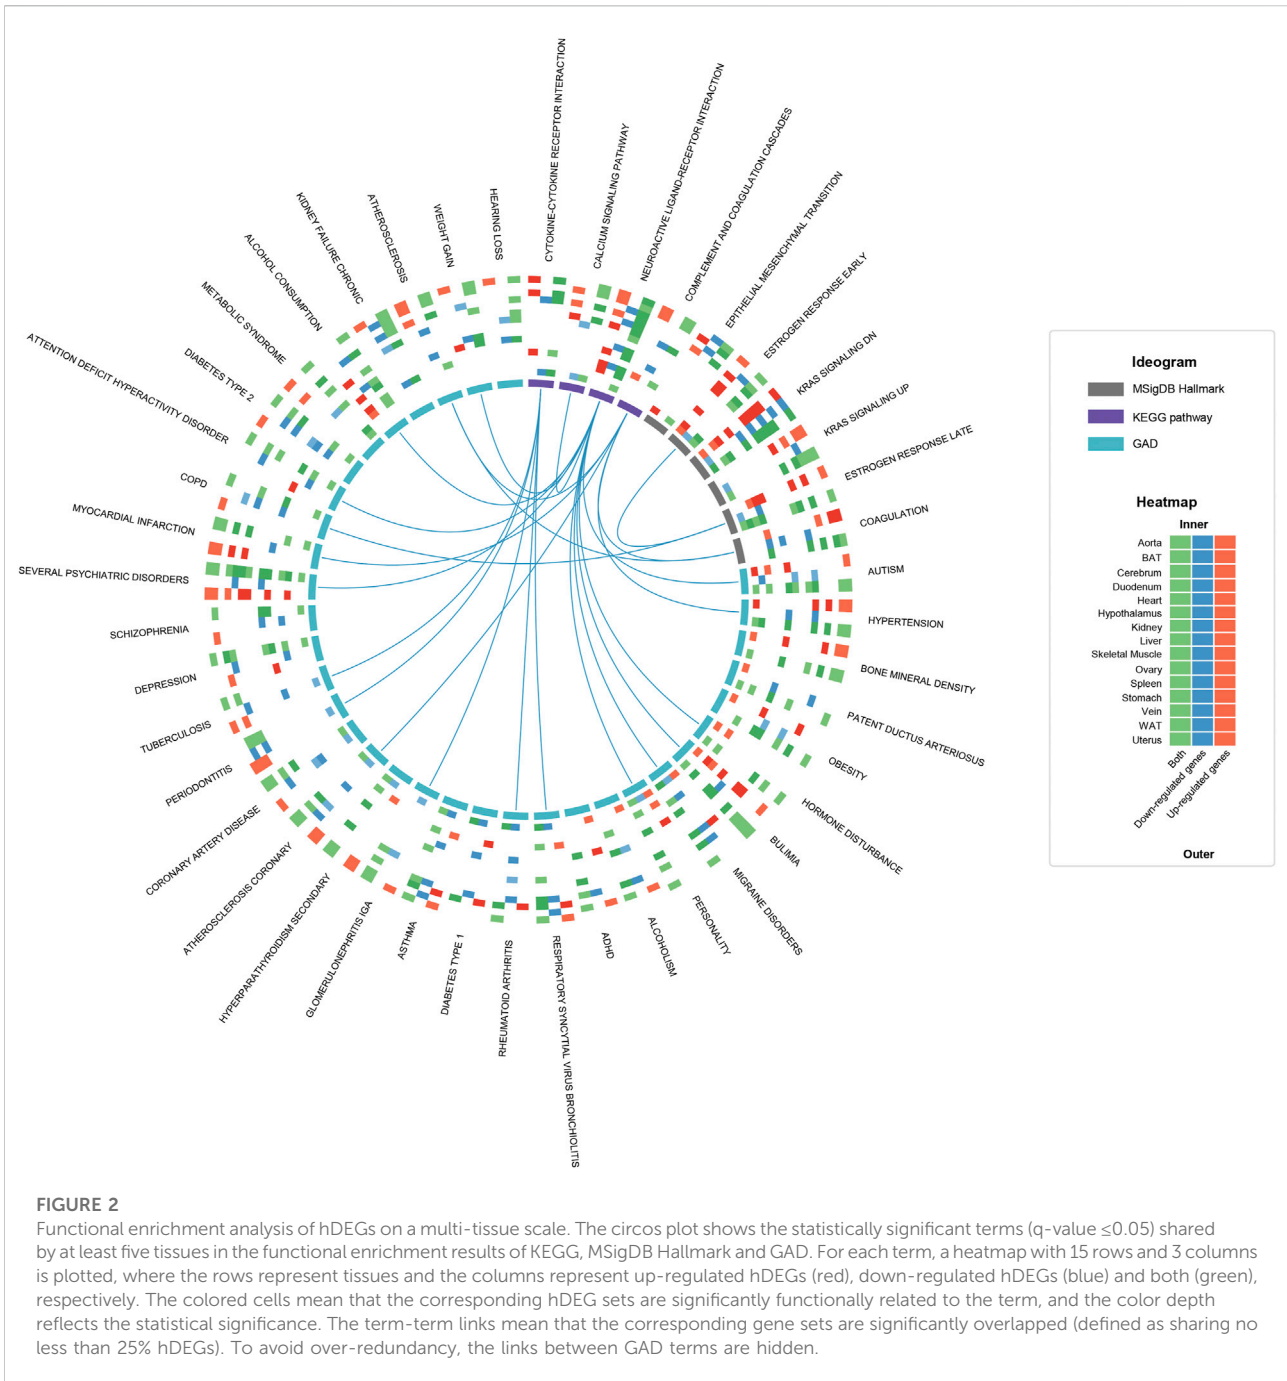 CYTOKINE-CYTOKINE RECEPTOR INTERACTION
CALCIUM SIGNALING PATHWAY
NEUROACTIVE LIGAND-RECEPTOR INTERACTION
COMPLEMENT AND COAGULATION CASCADES
EPITHELIAL MESENCHYMAL TRANSITION
ESTROGEN RESPONSE EARLY
KRAS SIGNALING DN
KRAS SIGNALING UP
ESTROGEN RESPONSE LATE
COAGULATION
AUTISM
HYPERTENSION
BONE MINERAL DENSITY
PATENT DUCTUS ARTERIOSUS
OBESITY
HORMONE DISTURBANCE
BULIMIA
MIGRAINE DISORDERS
PERSONALITY
ALCOHOLISM
ADHD
RESPIRATORY SYNCYTIAL VIRUS BRONCHIOLITIS
RHEUMATOID ARTHRITIS
DIABETES TYPE 1
ASTHMA
GLOMERULONEPHRITIS IGA
HYPERPARATHYROIDISM SECONDARY
ATHEROSCLEROSIS CORONARY
CORONARY ARTERY DISEASE
PERIODONTITIS
TUBERCULOSIS
DEPRESSION
SCHIZOPHRENIA
SEVERAL PSYCHIATRIC DISORDERS
MYOCARDIAL INFARCTION
COPD
ATTENTION DEFICIT HYPERACTIVITY DISORDER
DIABETES TYPE 2
METABOLIC SYNDROME
ALCOHOL CONSUMPTION
KIDNEY FAILURE CHRONIC
ATHEROSCLEROSIS
WEIGHT GAIN
HEARING LOSS
Ideogram
MSigDB Hallmark
KEGG pathway
GAD
Heatmap
Inner
Aorta
BAT
Cerebrum
Duodenum
Heart
Hypothalamus
Kidney
Liver
Skeletal Muscle
Ovary
Spleen
Stomach
Vein
WAT
Uterus
Both
Down-regulated genes
Up-regulated genes
Outer
FIGURE 2
Functional enrichment analysis of hDEGs on a multi-tissue scale. The circos plot shows the statistically significant terms (q-value ≤0.05) shared
by at least five tissues in the functional enrichment results of KEGG, MSigDB Hallmark and GAD. For each term, a heatmap with 15 rows and 3 columns
is plotted, where the rows represent tissues and the columns represent up-regulated hDEGs (red), down-regulated hDEGs (blue) and both (green),
respectively. The colored cells mean that the corresponding hDEG sets are significantly functionally related to the term, and the color depth
reflects the statistical significance. The term-term links mean that the corresponding gene sets are significantly overlapped (defined as sharing no
less than 25% hDEGs). To avoid over-redundancy, the links between GAD terms are hidden.